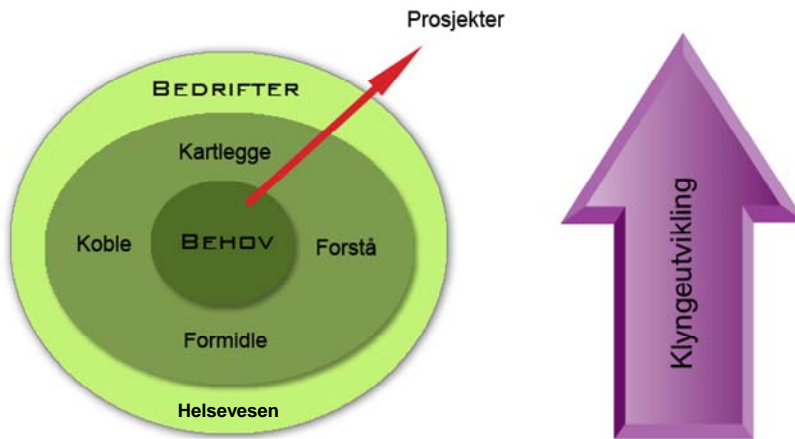 Prosjekter
BEDRIFTER
Kartlegge
Koble
BEHOV
Forstå
Formidle
Helsevesen
Klyngeutvikling